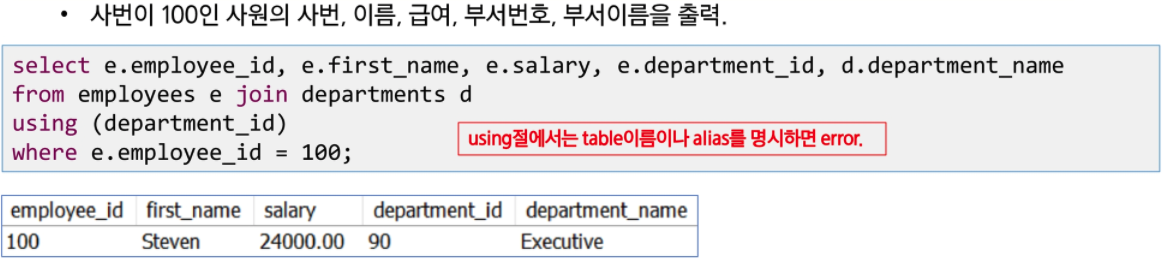 • 사번이 100인 사원의 사번, 이름, 급여, 부서번호, 부서이름을 출력.
select e.employee_id, e.first_name, e.salary, e.department_id, d.department_name
from employees e join departments d
using (department_id)
using절에서는 table이름이나 alias를 명시하면 error.
where e.employee_id = 100;
employee_id first_name salary department_id department_name
100 Steven 24000.00 90 Executive